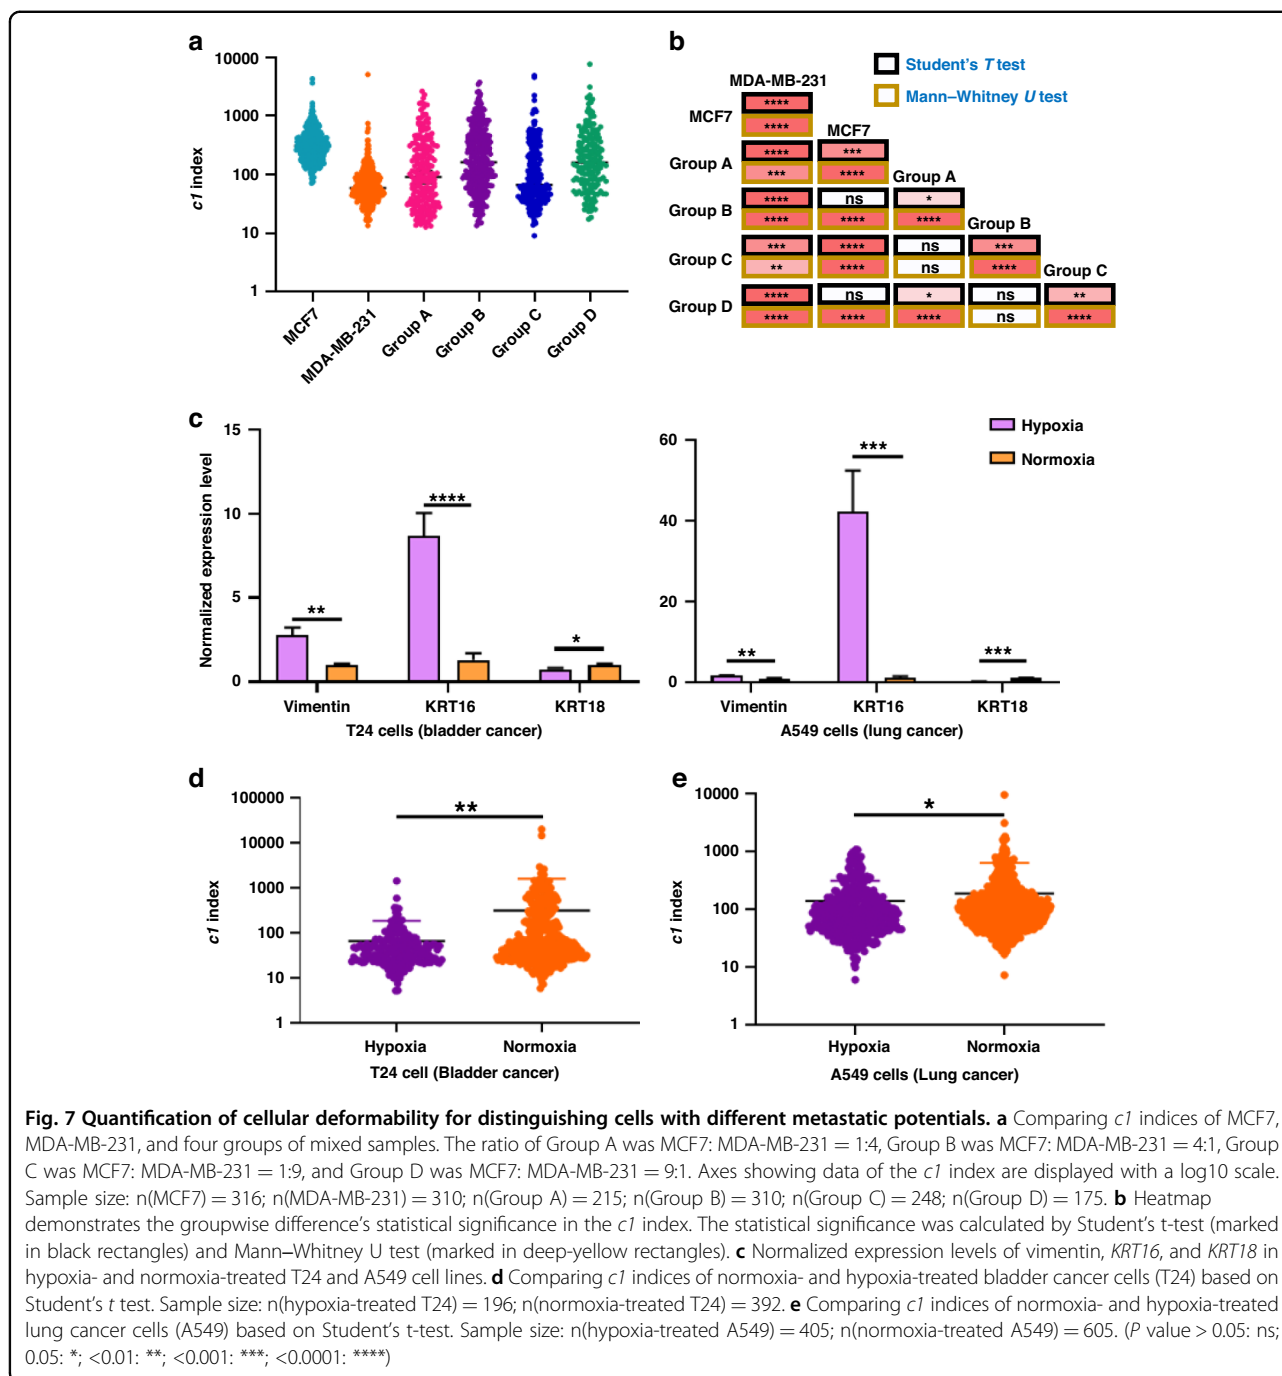 a
10000
1000
100
10
1
c1 index
MCF7
MDA-MB-231
Group A
Group B
Group C
Group D
b
Student's T test
Mann–Whitney U test
MDA-MB-231
MCF7
****
****
MCF7
Group A
**** ***
*** ****
Group A
Group B
**** ns *
**** **** ****
Group B
Group C
*** **** ns ***
** **** ns ****
Group C
Group D
**** ns * ns **
**** **** **** ns ****
c
15
10
5
0
Normalized expression level
** **** *
Vimentin KRT16 KRT18
T24 cells (bladder cancer)
60
40
20
0
** *** ***
Vimentin KRT16 KRT18
A549 cells (lung cancer)
Hypoxia
Normoxia
d
100000
10000
1000
100
10
1
c1 index
**
Hypoxia Normoxia
T24 cell (Bladder cancer)
e
10000
1000
100
10
1
c1 index
*
Hypoxia Normoxia
A549 cells (Lung cancer)
Fig. 7 Quantification of cellular deformability for distinguishing cells with different metastatic potentials. a Comparing c1 indices of MCF7,
MDA-MB-231, and four groups of mixed samples. The ratio of Group A was MCF7: MDA-MB-231 = 1:4, Group B was MCF7: MDA-MB-231 = 4:1, Group
C was MCF7: MDA-MB-231 = 1:9, and Group D was MCF7: MDA-MB-231 = 9:1. Axes showing data of the c1 index are displayed with a log10 scale.
Sample size: n(MCF7) = 316; n(MDA-MB-231) = 310; n(Group A) = 215; n(Group B) = 310; n(Group C) = 248; n(Group D) = 175. b Heatmap
demonstrates the groupwise difference's statistical significance in the c1 index. The statistical significance was calculated by Student's t-test (marked
in black rectangles) and Mann–Whitney U test (marked in deep-yellow rectangles). c Normalized expression levels of vimentin, KRT16, and KRT18 in
hypoxia- and normoxia-treated T24 and A549 cell lines. d Comparing c1 indices of normoxia- and hypoxia-treated bladder cancer cells (T24) based on
Student's t test. Sample size: n(hypoxia-treated T24) = 196; n(normoxia-treated T24) = 392. e Comparing c1 indices of normoxia- and hypoxia-treated
lung cancer cells (A549) based on Student's t-test. Sample size: n(hypoxia-treated A549) = 405; n(normoxia-treated A549) = 605. (P value > 0.05: ns;
0.05: *; <0.01: **; <0.001: ***; <0.0001: ****)